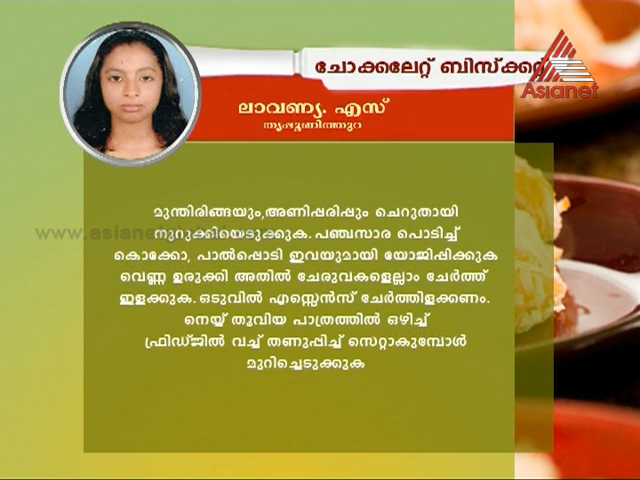 ചോക്കലേറ്റ് ബിസ്ക്കറ്റ്
Asianet
ലാവണ്യ. എസ്
തൃപ്പൂണിത്തുറ
മുന്തിരിങ്ങയും,അണിപ്പരിപ്പും ചെറുതായി
നുറുക്കിയെടുക്കുക. പഞ്ചസാര പൊടിച്ച്
കൊക്കോ, പാൽപ്പൊടി ഇവയുമായി യോജിപ്പിക്കുക
വെണ്ണ ഉരുക്കി അതിൽ ചേരുവകളെല്ലാം ചേർത്ത്
ഇളക്കുക. ഒടുവിൽ എസ്സെൻസ് ചേർത്തിളക്കണം.
നെയ്യ് തൂവിയ പാത്രത്തിൽ ഒഴിച്ച്
ഫ്രിഡ്ജിൽ വച്ച് തണുപ്പിച്ച് സെറ്റാകുമ്പോൾ
മുറിച്ചെടുക്കുക